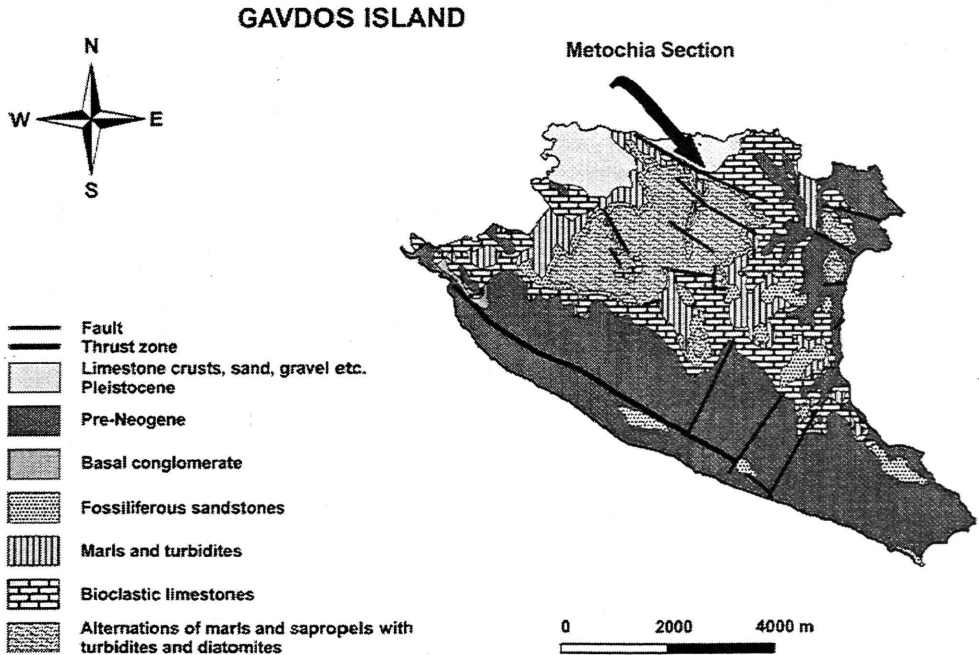 GAVDOS ISLAND
Metochia Section
N
W
E
S
Fault
Thrust zone
Limestone crusts, sand, gravel etc.
Pleistocene
Pre-Neogene
Basal conglomerate
Fossiliferous sandstones
Marls and turbidites
Bioclastic limestones
Alternations of marls and sapropels with
turbidites and diatomites
0 2000 4000 m